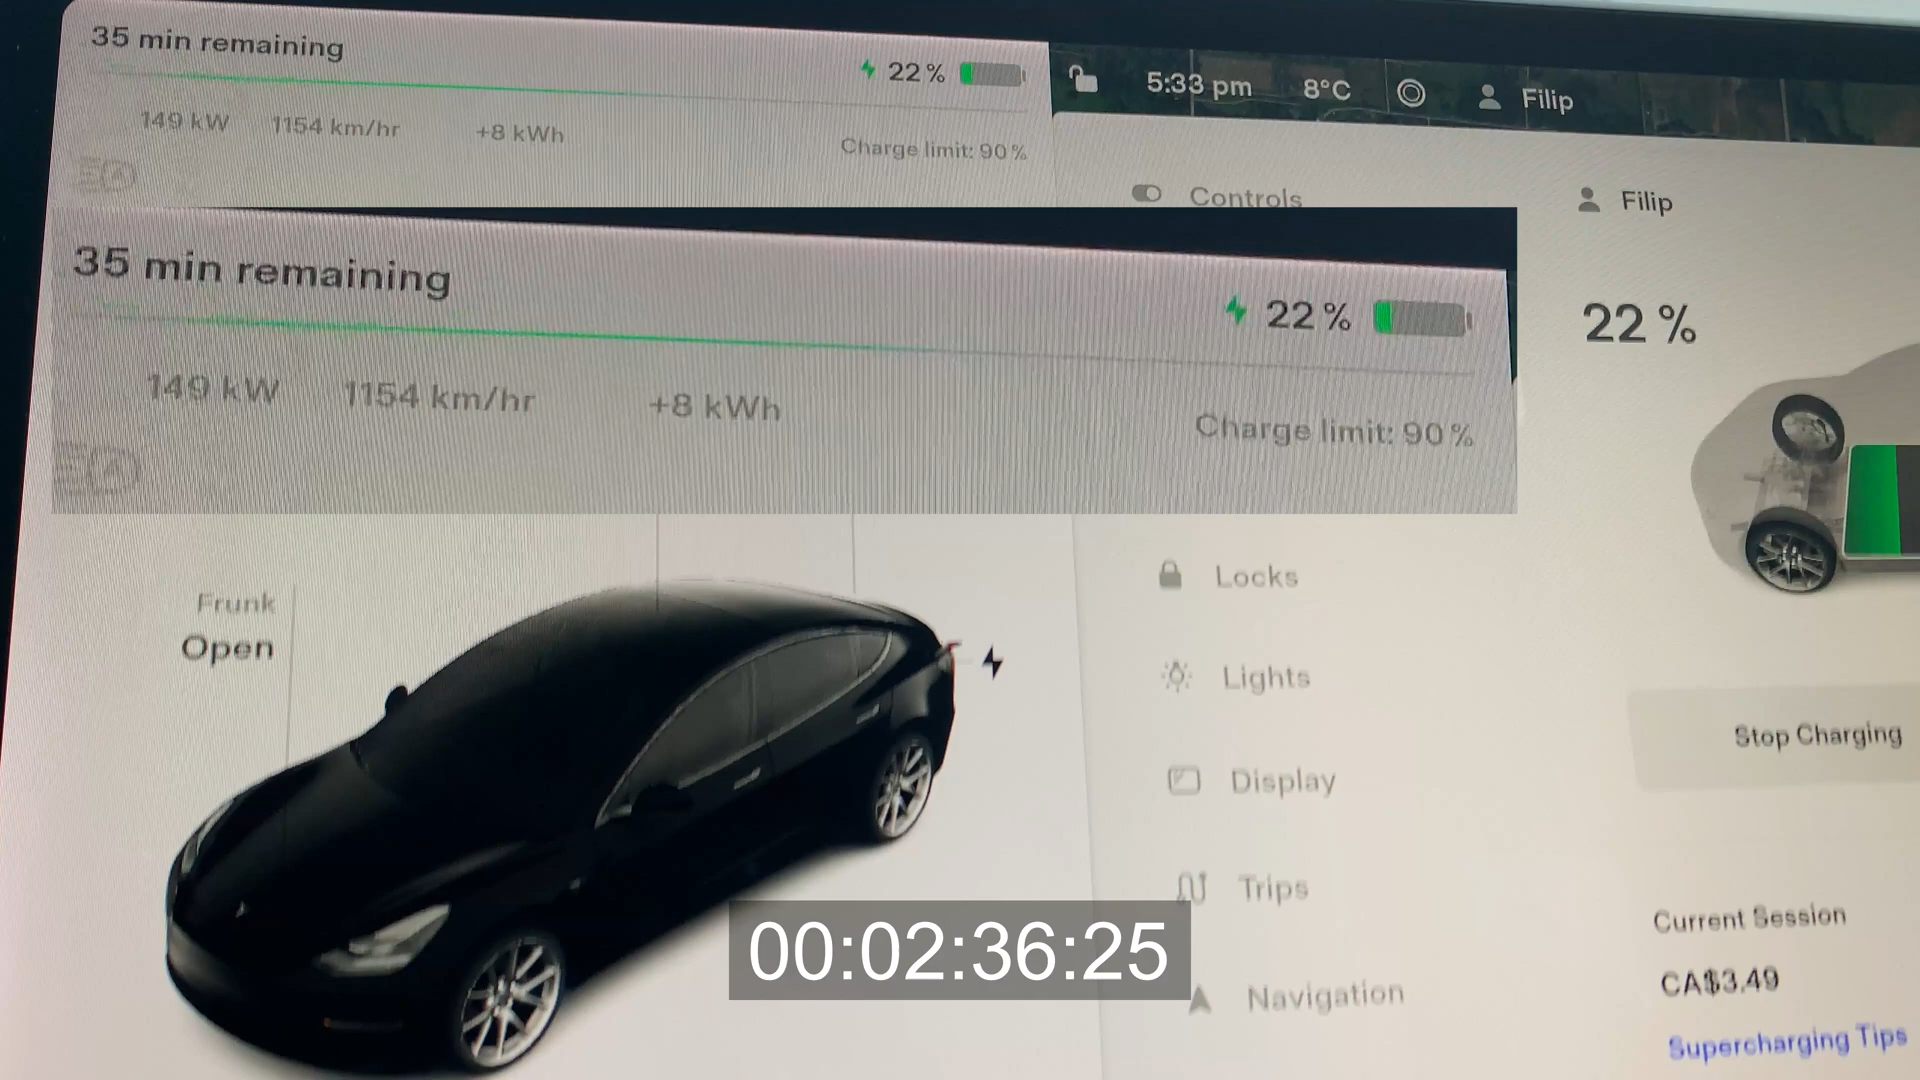 35 min remaining
22 %
149 kW 1154 km/hr +8 kWh
Charge limit: 90 %
5:33 pm 8°C Filip
Controls
Filip
35 min remaining
22 %
149 kW 1154 km/hr +8 kWh
Charge limit: 90 %
22 %
Frunk
Open
Locks
Lights
Display
Trips
Navigation
Stop Charging
Current Session
CA$3.49
Supercharging Tips
00:02:36:25